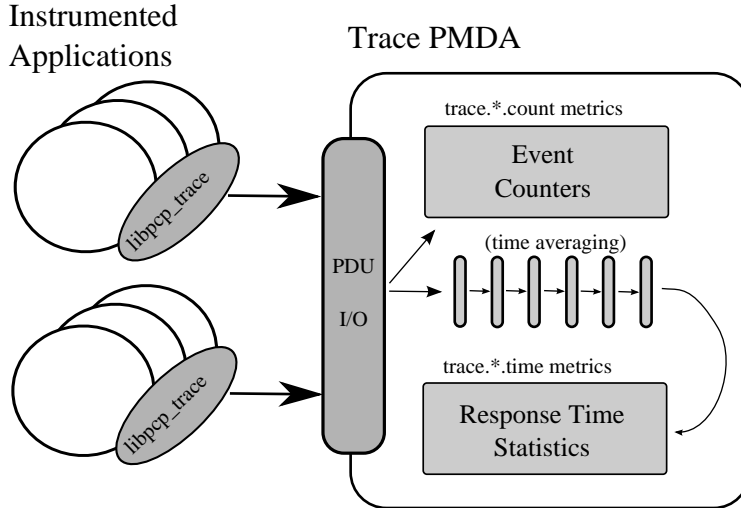 Instrumented
Applications
Trace PMDA
libpcp_trace
libpcp_trace
PDU
I/O
trace.*.count metrics
Event
Counters
(time averaging)
trace.*.time metrics
Response Time
Statistics